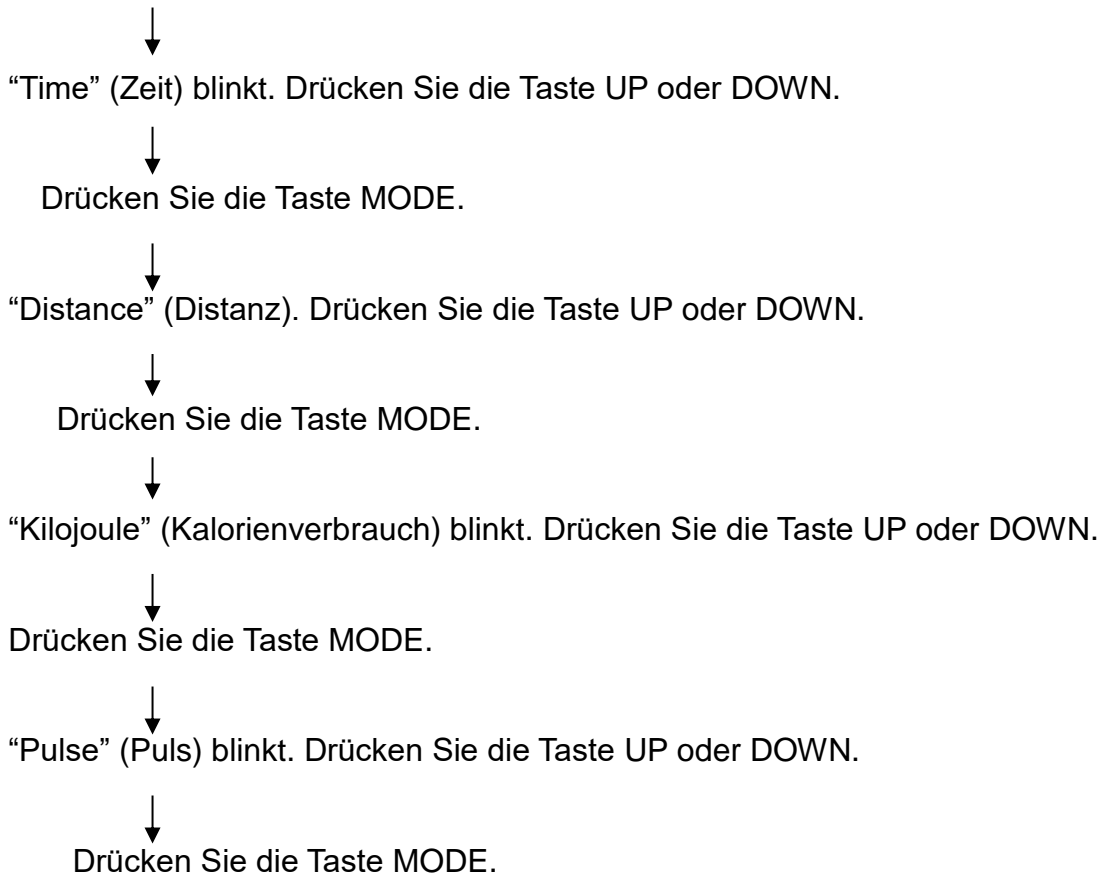 “Time” (Zeit) blinkt. Drücken Sie die Taste UP oder DOWN.
Drücken Sie die Taste MODE.
“Distance” (Distanz). Drücken Sie die Taste UP oder DOWN.
Drücken Sie die Taste MODE.
“Kilojoule” (Kalorienverbrauch) blinkt. Drücken Sie die Taste UP oder DOWN.
Drücken Sie die Taste MODE.
“Pulse” (Puls) blinkt. Drücken Sie die Taste UP oder DOWN.
Drücken Sie die Taste MODE.